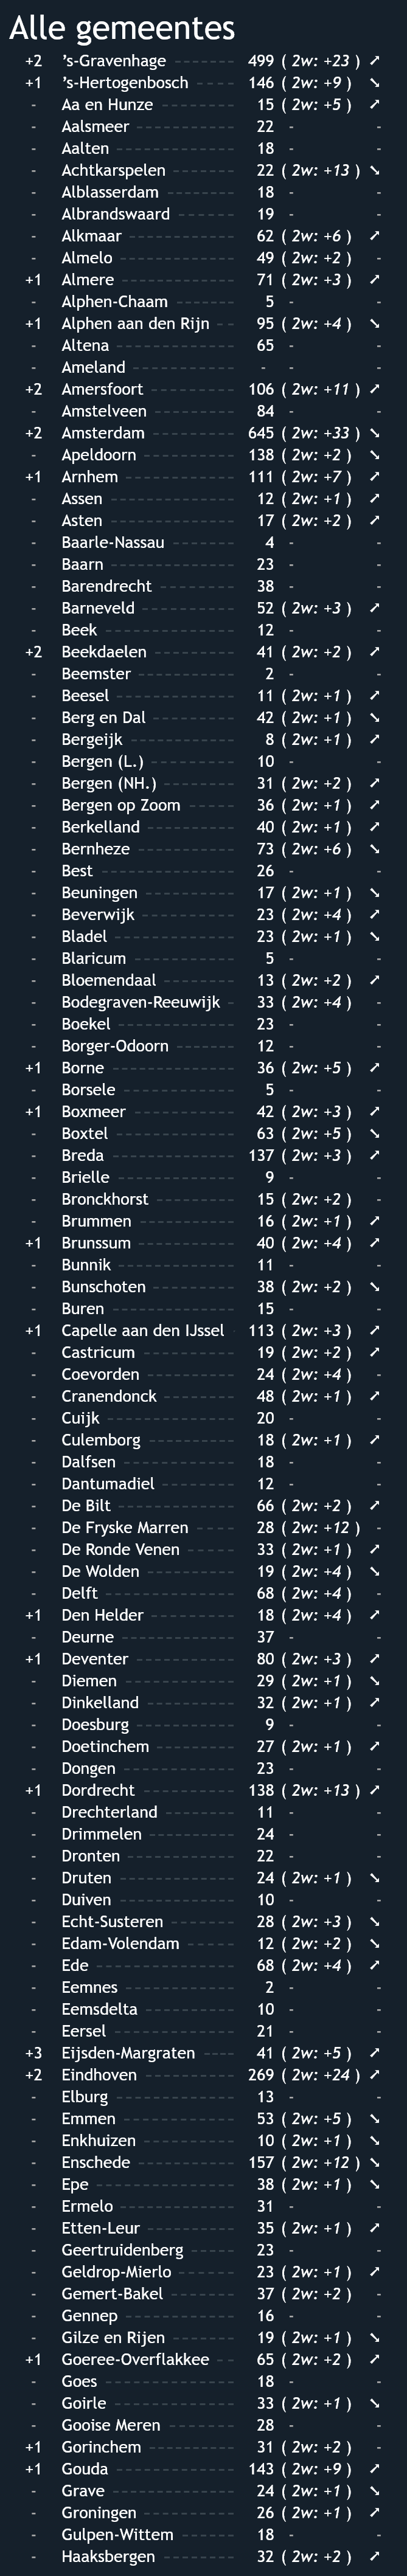 Alle gemeentes
+2 ’s-Gravenhage 499 ( 2w: +23 ) ➚
+1 ’s-Hertogenbosch 146 ( 2w: +9 ) ➘
- Aa en Hunze 15 ( 2w: +5 ) ➚
- Aalsmeer 22 - -
- Aalten 18 - -
- Achtkarspelen 22 ( 2w: +13 ) ➘
- Alblasserdam 18 - -
- Albrandswaard 19 - -
- Alkmaar 62 ( 2w: +6 ) ➚
- Almelo 49 ( 2w: +2 ) -
+1 Almere 71 ( 2w: +3 ) ➚
- Alphen-Chaam 5 - -
+1 Alphen aan den Rijn 95 ( 2w: +4 ) ➘
- Altena 65 - -
- Ameland - - -
+2 Amersfoort 106 ( 2w: +11 ) ➚
- Amstelveen 84 - -
+2 Amsterdam 645 ( 2w: +33 ) ➘
- Apeldoorn 138 ( 2w: +2 ) ➘
+1 Arnhem 111 ( 2w: +7 ) ➚
- Assen 12 ( 2w: +1 ) ➚
- Asten 17 ( 2w: +2 ) ➚
- Baarle-Nassau 4 - -
- Baarn 23 - -
- Barendrecht 38 - -
- Barneveld 52 ( 2w: +3 ) ➚
- Beek 12 - -
+2 Beekdaelen 41 ( 2w: +2 ) ➚
- Beemster 2 - -
- Beesel 11 ( 2w: +1 ) ➚
- Berg en Dal 42 ( 2w: +1 ) ➘
- Bergeijk 8 ( 2w: +1 ) ➚
- Bergen (L.) 10 - -
- Bergen (NH.) 31 ( 2w: +2 ) ➚
- Bergen op Zoom 36 ( 2w: +1 ) ➚
- Berkelland 40 ( 2w: +1 ) ➚
- Bernheze 73 ( 2w: +6 ) ➘
- Best 26 - -
- Beuningen 17 ( 2w: +1 ) ➘
- Beverwijk 23 ( 2w: +4 ) ➚
- Bladel 23 ( 2w: +1 ) ➘
- Blaricum 5 - -
- Bloemendaal 13 ( 2w: +2 ) ➚
- Bodegraven-Reeuwijk 33 ( 2w: +4 ) -
- Boekel 23 - -
- Borger-Odoorn 12 - -
+1 Borne 36 ( 2w: +5 ) ➚
- Borsele 5 - -
+1 Boxmeer 42 ( 2w: +3 ) ➚
- Boxtel 63 ( 2w: +5 ) ➘
- Breda 137 ( 2w: +3 ) ➚
- Brielle 9 - -
- Bronckhorst 15 ( 2w: +2 ) -
- Brummen 16 ( 2w: +1 ) ➚
+1 Brunssum 40 ( 2w: +4 ) ➚
- Bunnik 11 - -
- Bunschoten 38 ( 2w: +2 ) ➘
- Buren 15 - -
+1 Capelle aan den IJssel 113 ( 2w: +3 ) ➚
- Castricum 19 ( 2w: +2 ) ➚
- Coevorden 24 ( 2w: +4 ) -
- Cranendonck 48 ( 2w: +1 ) ➚
- Cuijk 20 - -
- Culemborg 18 ( 2w: +1 ) ➚
- Dalfsen 18 - -
- Dantumadiel 12 - -
- De Bilt 66 ( 2w: +2 ) ➚
- De Fryske Marren 28 ( 2w: +12 ) -
- De Ronde Venen 33 ( 2w: +1 ) ➚
- De Wolden 19 ( 2w: +4 ) ➘
- Delft 68 ( 2w: +4 ) -
+1 Den Helder 18 ( 2w: +4 ) ➚
- Deurne 37 - -
+1 Deventer 80 ( 2w: +3 ) ➚
- Diemen 29 ( 2w: +1 ) ➘
- Dinkelland 32 ( 2w: +1 ) ➚
- Doesburg 9 - -
- Doetinchem 27 ( 2w: +1 ) ➚
- Dongen 23 - -
+1 Dordrecht 138 ( 2w: +13 ) ➚
- Drechterland 11 - -
- Drimmelen 24 - -
- Dronten 22 - -
- Druten 24 ( 2w: +1 ) ➘
- Duiven 10 - -
- Echt-Susteren 28 ( 2w: +3 ) ➘
- Edam-Volendam 12 ( 2w: +2 ) ➘
- Ede 68 ( 2w: +4 ) ➚
- Eemnes 2 - -
- Eemsdelta 10 - -
- Eersel 21 - -
+3 Eijsden-Margraten 41 ( 2w: +5 ) ➚
+2 Eindhoven 269 ( 2w: +24 ) ➚
- Elburg 13 - -
- Emmen 53 ( 2w: +5 ) ➘
- Enkhuizen 10 ( 2w: +1 ) ➘
- Enschede 157 ( 2w: +12 ) ➘
- Epe 38 ( 2w: +1 ) ➘
- Ermelo 31 - -
- Etten-Leur 35 ( 2w: +1 ) ➚
- Geertruidenberg 23 - -
- Geldrop-Mierlo 23 ( 2w: +1 ) ➚
- Gemert-Bakel 37 ( 2w: +2 ) -
- Gennep 16 - -
- Gilze en Rijen 19 ( 2w: +1 ) ➘
+1 Goeree-Overflakkee 65 ( 2w: +2 ) ➚
- Goes 18 - -
- Goirle 33 ( 2w: +1 ) ➘
- Gooise Meren 28 - -
+1 Gorinchem 31 ( 2w: +2 ) -
+1 Gouda 143 ( 2w: +9 ) ➚
- Grave 24 ( 2w: +1 ) ➘
- Groningen 26 ( 2w: +1 ) ➚
- Gulpen-Wittem 18 - -
- Haaksbergen 32 ( 2w: +2 ) ➚